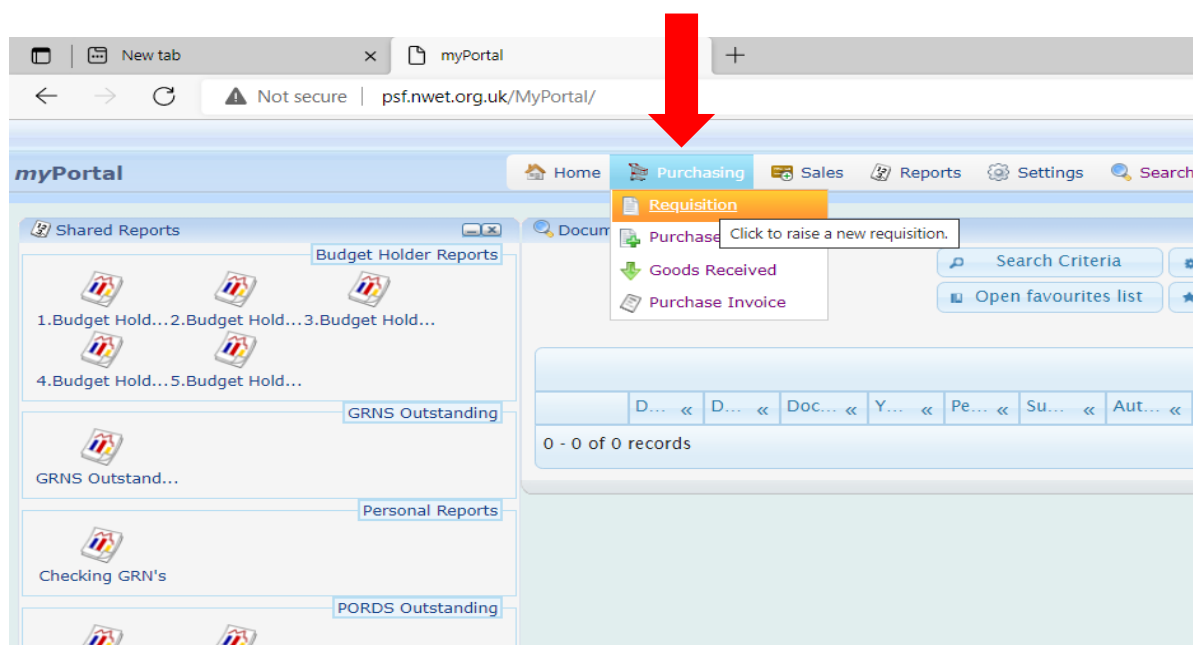 New tab
myPortal
Not secure psf.nwet.org.uk/MyPortal/
myPortal
Home Purchasing Sales Reports Settings Search
Requisition
Click to raise a new requisition.
Purchase
Goods Received
Purchase Invoice
Shared Reports
Budget Holder Reports
1.Budget Hold...2.Budget Hold...3.Budget Hold...
4.Budget Hold...5.Budget Hold...
GRNS Outstanding
GRNS Outstand...
Personal Reports
Checking GRN's
PORDS Outstanding
Docum
Search Criteria
Open favourites list
D... « D... « Doc... « Y... « Pe... « Su... « Aut... «
0 - 0 of 0 records